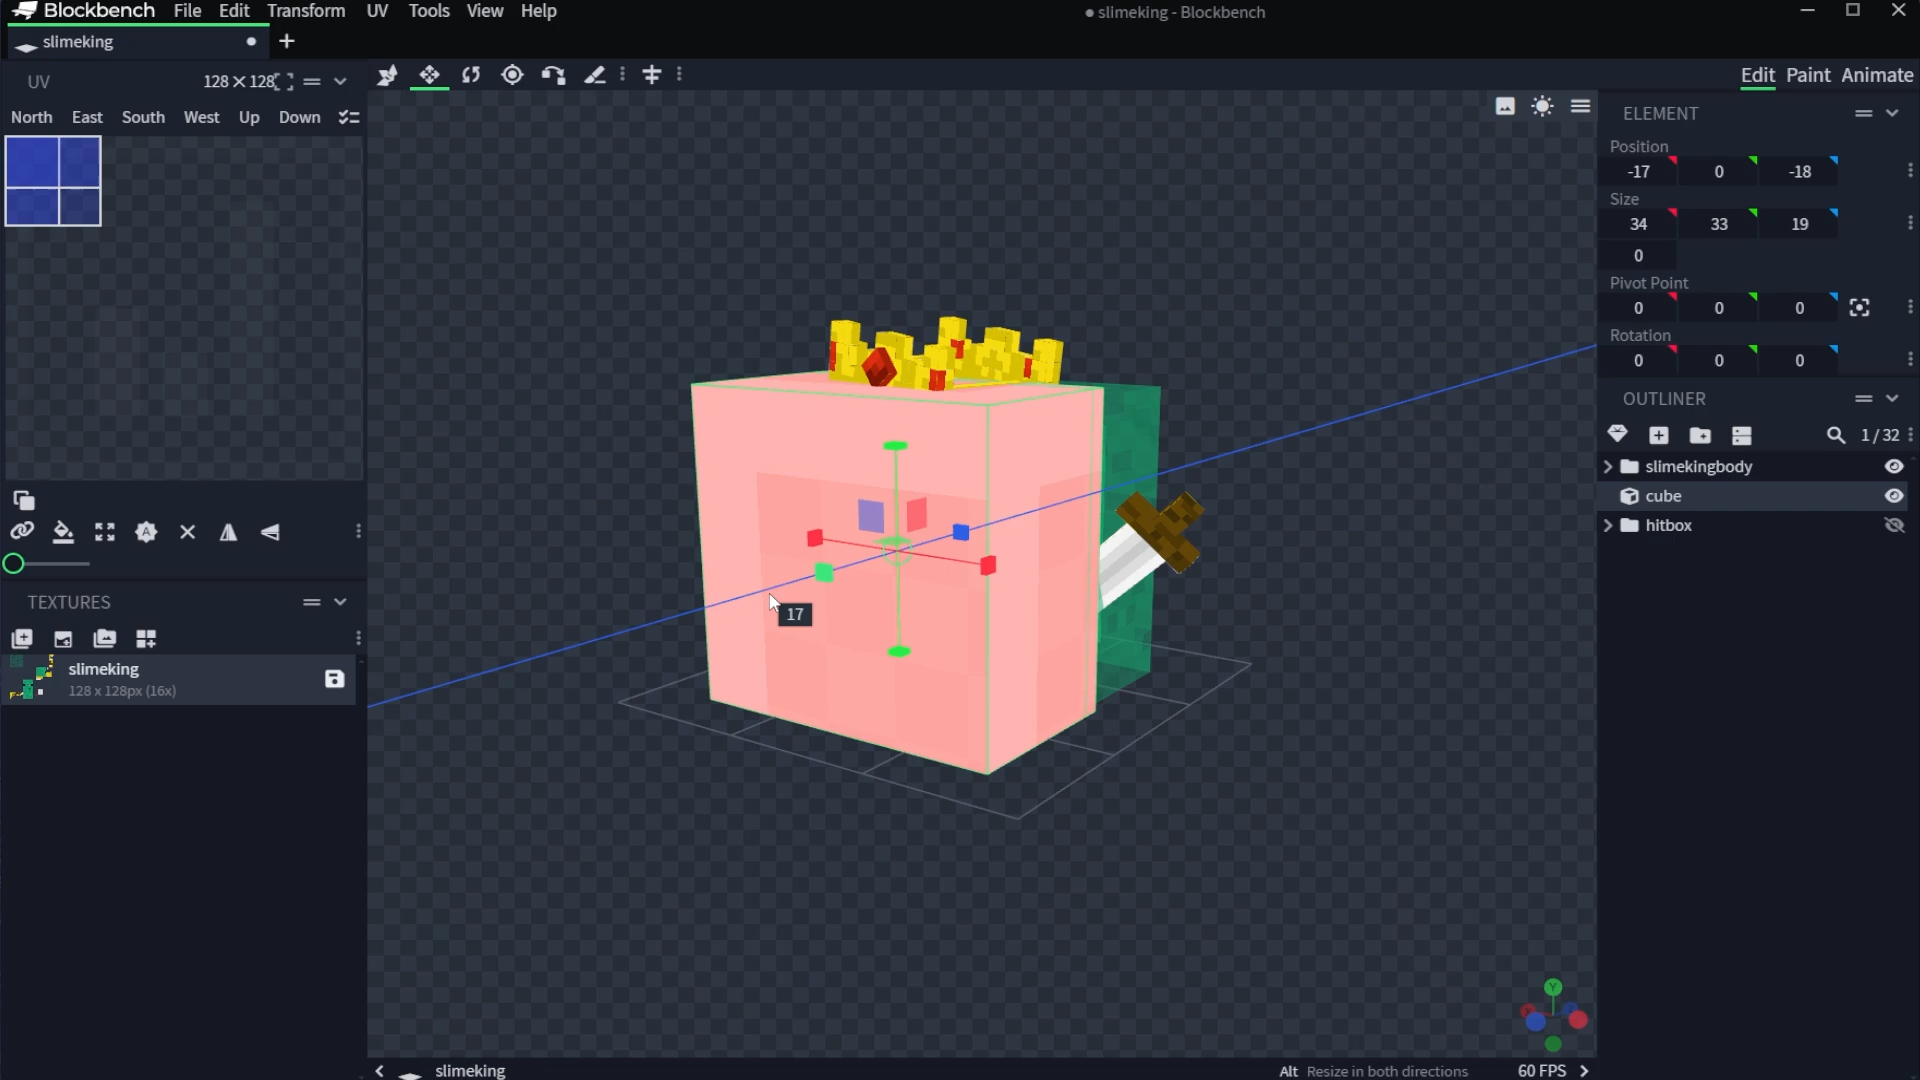 Blockbench File Edit Transform UV Tools View Help
● slimeking - Blockbench
slimeking
UV 128 × 128
North East South West Up Down
Edit Paint Animate
ELEMENT
Position
-17 0 -18
Size
34 33 19
0
Pivot Point
0 0 0
Rotation
0 0 0
OUTLINER
1 / 32
slimekingbody
cube
hitbox
17
TEXTURES
slimeking
128 x 128px (16x)
Y
slimeking
Alt Resize in both directions 60 FPS